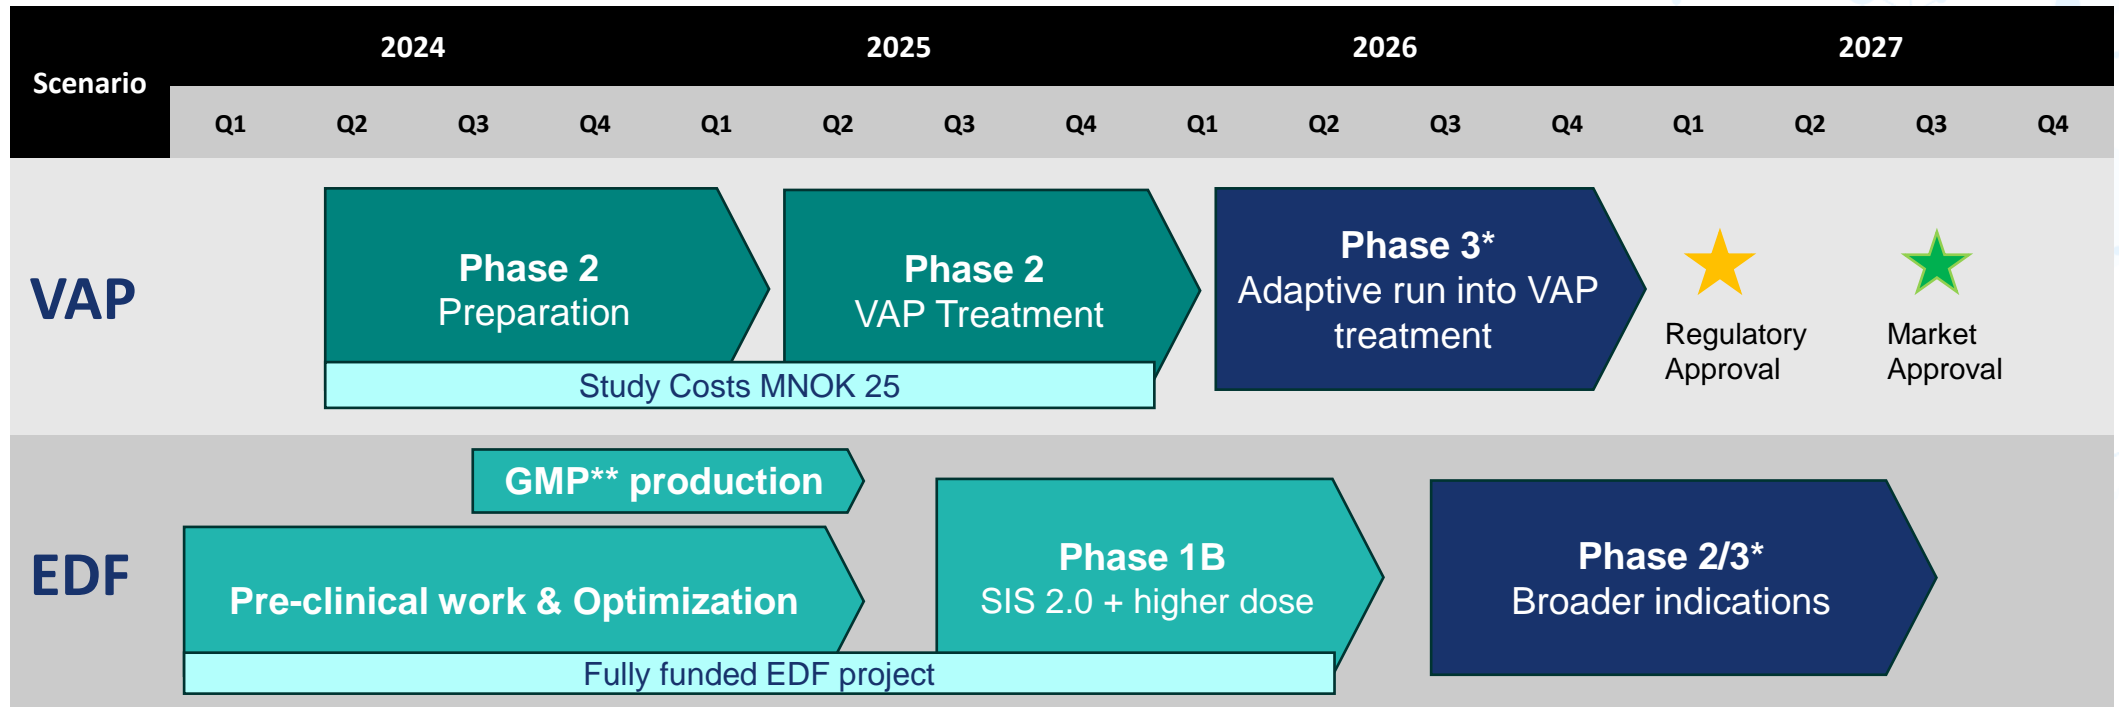 Scenario
2024 2025 2026 2027
Q1 Q2 Q3 Q4 Q1 Q2 Q3 Q4 Q1 Q2 Q3 Q4 Q1 Q2 Q3 Q4
VAP
Phase 2
Preparation
Phase 2
VAP Treatment
Study Costs MNOK 25
Phase 3*
Adaptive run into VAP
treatment
Regulatory
Approval
Market
Approval
EDF
GMP** production
Pre-clinical work & Optimization
Phase 1B
SIS 2.0 + higher dose
Fully funded EDF project
Phase 2/3*
Broader indications